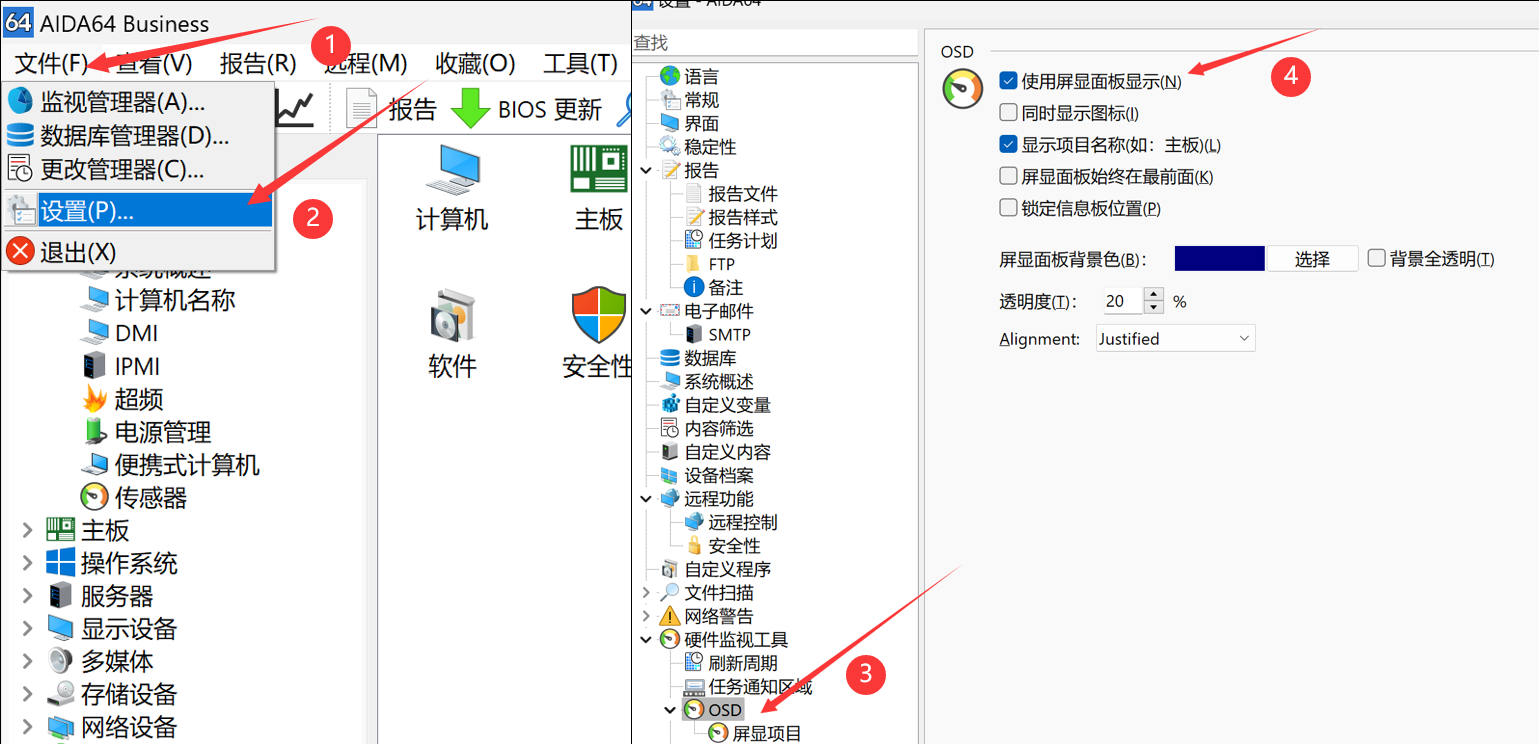 64 AIDA64 Business
文件(F) 查看(V) 报告(R) 远程(M) 收藏(O) 工具(T)
1
监视管理器(A)...
数据库管理器(D)...
更改管理器(C)...
设置(P)...
退出(X)
2
报告 BIOS 更新
系统概述
计算机名称
DMI
IPMI
超频
电源管理
便携式计算机
传感器
主板
操作系统
服务器
显示设备
多媒体
存储设备
网络设备
计算机 主板
软件 安全性
64 设置 - AIDA64
查找
语言
常规
界面
稳定性
报告
报告文件
报告样式
任务计划
FTP
备注
电子邮件
SMTP
数据库
系统概述
自定义变量
内容筛选
自定义内容
设备档案
远程功能
远程控制
安全性
自定义程序
文件扫描
网络警告
硬件监视工具
刷新周期
任务通知区域
OSD
屏显项目
3
OSD
使用屏显面板显示(N)
4
同时显示图标(I)
显示项目名称(如：主板)(L)
屏显面板始终在最前面(K)
锁定信息板位置(P)
屏显面板背景色(B)： 选择 背景全透明(T)
透明度(T)： 20 %
Alignment: Justified